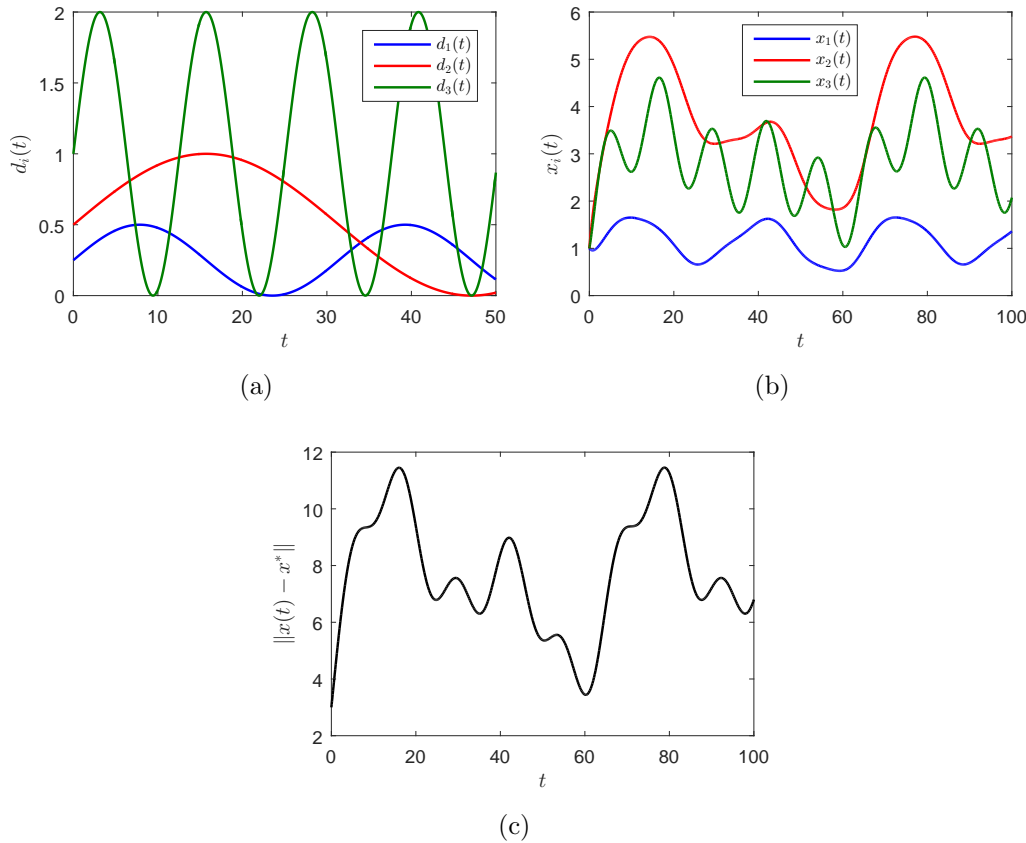 2
1.5
1
0.5
0
d_i(t)
d_1(t)
d_2(t)
d_3(t)
0 10 20 30 40 50
t
(a)
6
5
4
3
2
1
0
x_i(t)
x_1(t)
x_2(t)
x_3(t)
0 20 40 60 80 100
t
(b)
12
10
8
6
4
2
‖x(t) − x*‖
0 20 40 60 80 100
t
(c)